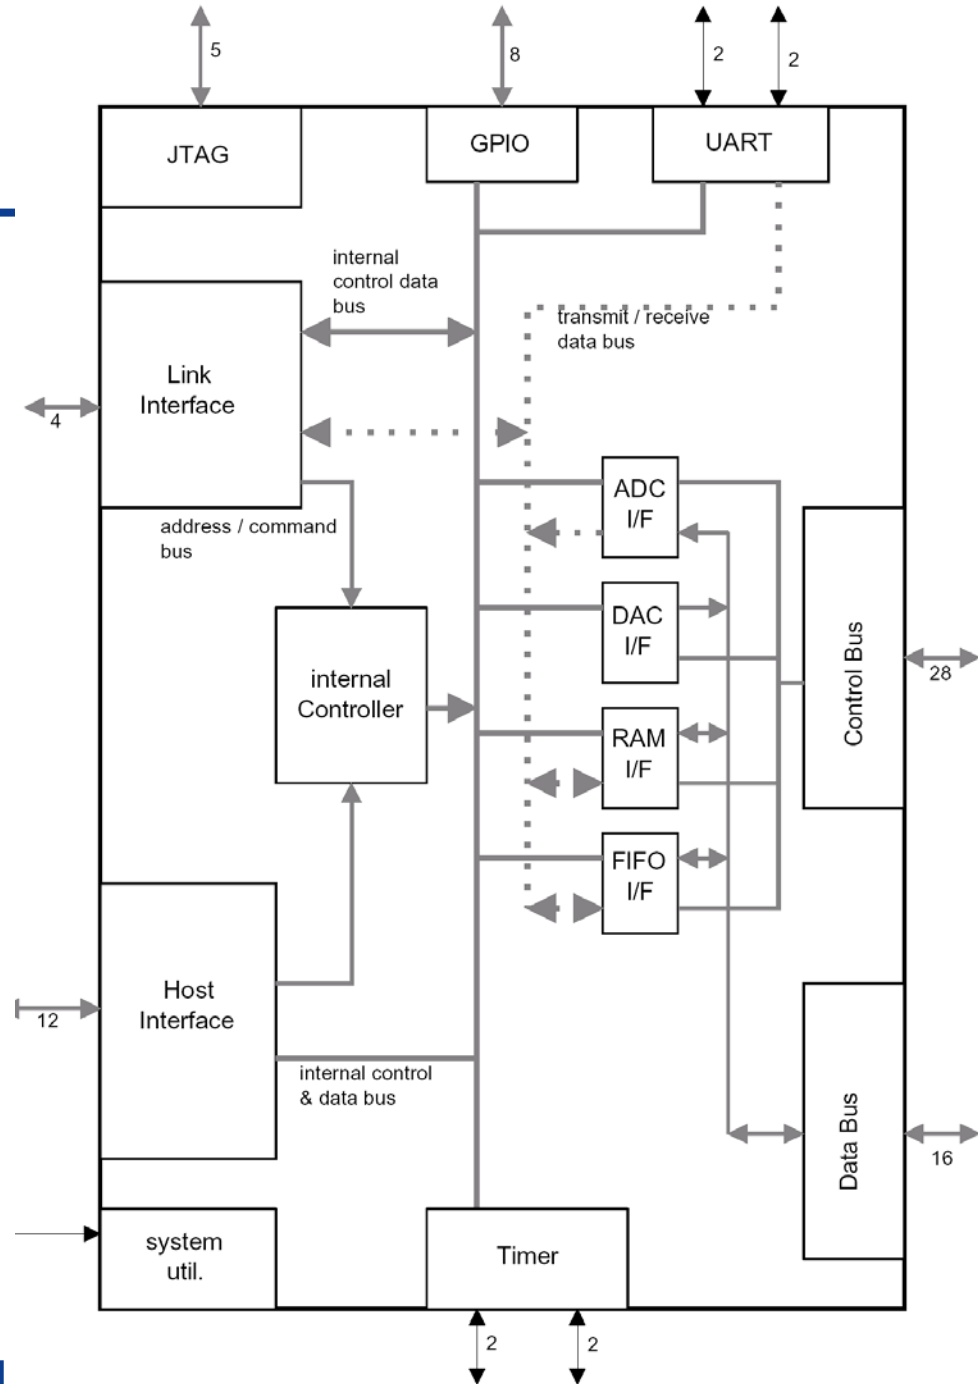 5
8
2
2
JTAG
GPIO
UART
internal
control data
bus
transmit / receive
data bus
Link
Interface
4
ADC
I/F
address / command
bus
DAC
I/F
Control Bus
28
internal
Controller
RAM
I/F
FIFO
I/F
Host
Interface
12
internal control
& data bus
Data Bus
16
system
util.
Timer
2
2